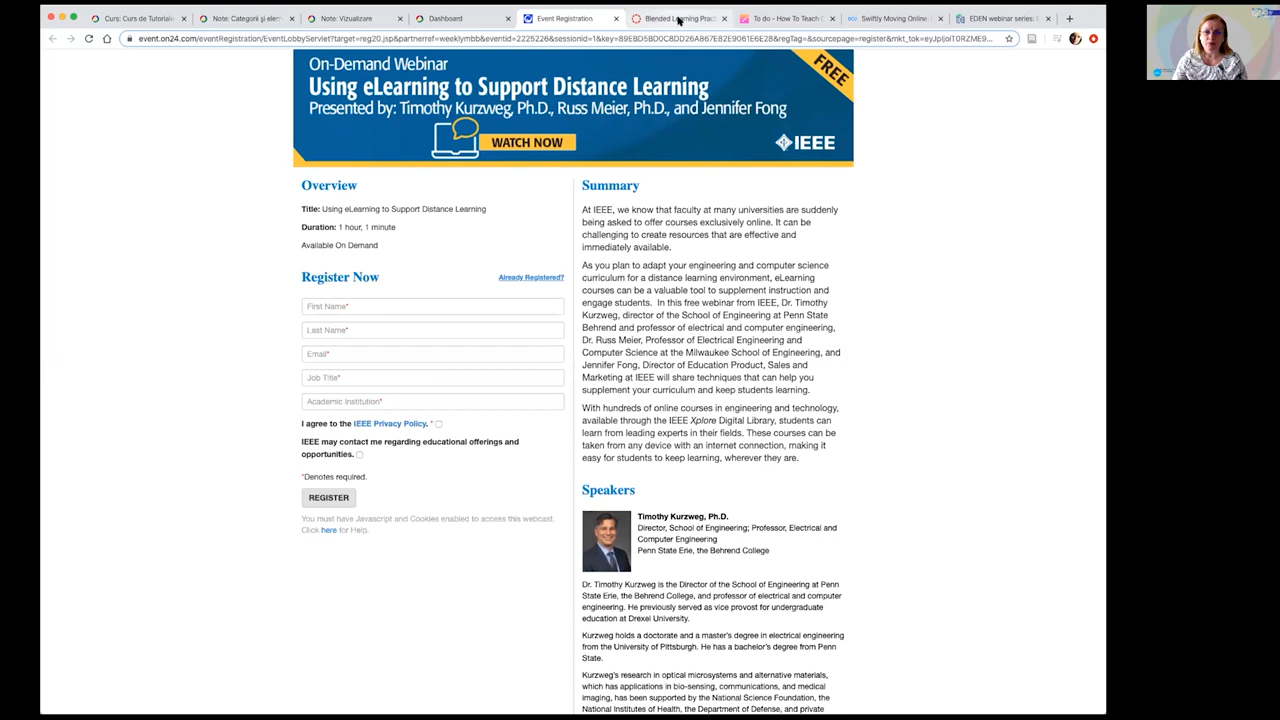 Curs: Curs de Tutoriale
Note: Categorii și elem
Note: Vizualizare
Dashboard
Event Registration
Blended Learning Pract
To do - How To Teach O
Swiftly Moving Online:
EDEN webinar series: E
event.on24.com/eventRegistration/EventLobbyServlet?target=reg20.jsp&partnerref=weeklymbb&eventid=2225226&sessionid=1&key=89EBD5BD0C8DD26A867E82E9061E6E28&regTag=&sourcepage=register&mkt_tok=eyJpIjoiT0RZME9...
On-Demand Webinar
Using eLearning to Support Distance Learning
Presented by: Timothy Kurzweg, Ph.D., Russ Meier, Ph.D., and Jennifer Fong
FREE
WATCH NOW
IEEE
Overview
Title: Using eLearning to Support Distance Learning
Duration: 1 hour, 1 minute
Available On Demand
Register Now
Already Registered?
First Name*
Last Name*
Email*
Job Title*
Academic Institution*
I agree to the IEEE Privacy Policy. *
IEEE may contact me regarding educational offerings and
opportunities.
*Denotes required.
REGISTER
You must have Javascript and Cookies enabled to access this webcast.
Click here for Help.
Summary
At IEEE, we know that faculty at many universities are suddenly
being asked to offer courses exclusively online. It can be
challenging to create resources that are effective and
immediately available.
As you plan to adapt your engineering and computer science
curriculum for a distance learning environment, eLearning
courses can be a valuable tool to supplement instruction and
engage students. In this free webinar from IEEE, Dr. Timothy
Kurzweg, director of the School of Engineering at Penn State
Behrend and professor of electrical and computer engineering,
Dr. Russ Meier, Professor of Electrical Engineering and
Computer Science at the Milwaukee School of Engineering, and
Jennifer Fong, Director of Education Product, Sales and
Marketing at IEEE will share techniques that can help you
supplement your curriculum and keep students learning.
With hundreds of online courses in engineering and technology,
available through the IEEE Xplore Digital Library, students can
learn from leading experts in their fields. These courses can be
taken from any device with an internet connection, making it
easy for students to keep learning, wherever they are.
Speakers
Timothy Kurzweg, Ph.D.
Director, School of Engineering; Professor, Electrical and
Computer Engineering
Penn State Erie, the Behrend College
Dr. Timothy Kurzweg is the Director of the School of Engineering at Penn
State Erie, the Behrend College, and professor of electrical and computer
engineering. He previously served as vice provost for undergraduate
education at Drexel University.
Kurzweg holds a doctorate and a master's degree in electrical engineering
from the University of Pittsburgh. He has a bachelor's degree from Penn
State.
Kurzweg's research in optical microsystems and alternative materials,
which has applications in bio-sensing, communications, and medical
imaging, has been supported by the National Science Foundation, the
National Institutes of Health, the Department of Defense, and private